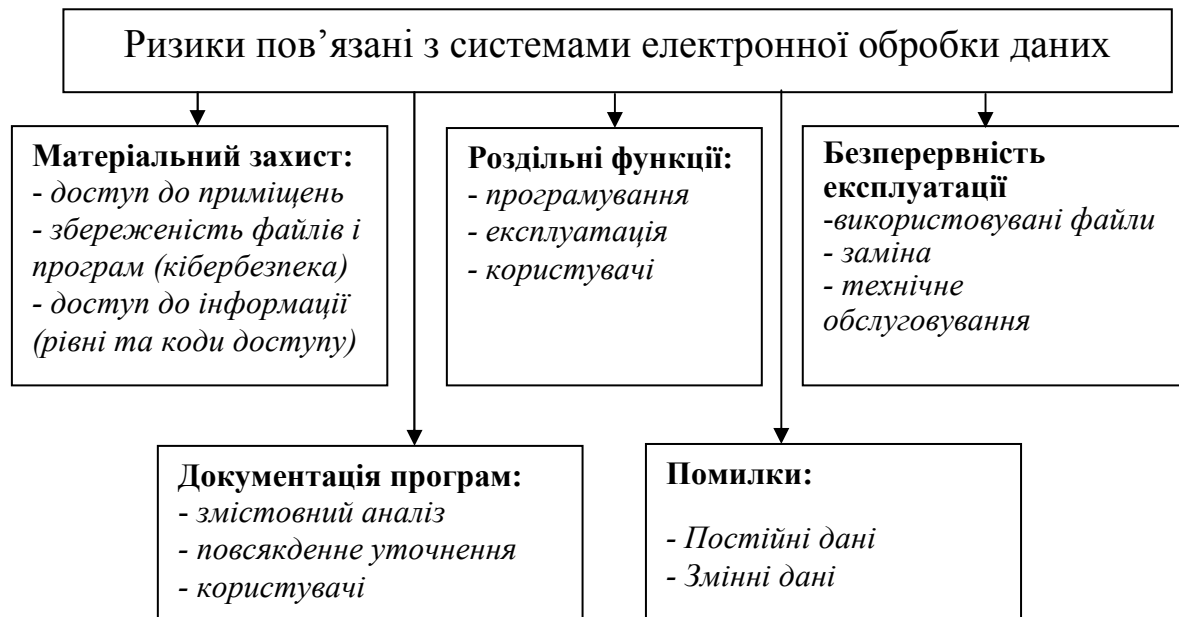 Ризики пов’язані з системами електронної обробки даних
Матеріальний захист:
- доступ до приміщень
- збереженість файлів і
програм (кібербезпека)
- доступ до інформації
(рівні та коди доступу)
Роздільні функції:
- програмування
- експлуатація
- користувачі
Безперервність
експлуатації
-використовувані файли
- заміна
- технічне
обслуговування
Документація програм:
- змістовний аналіз
- повсякденне уточнення
- користувачі
Помилки:
- Постійні дані
- Змінні дані